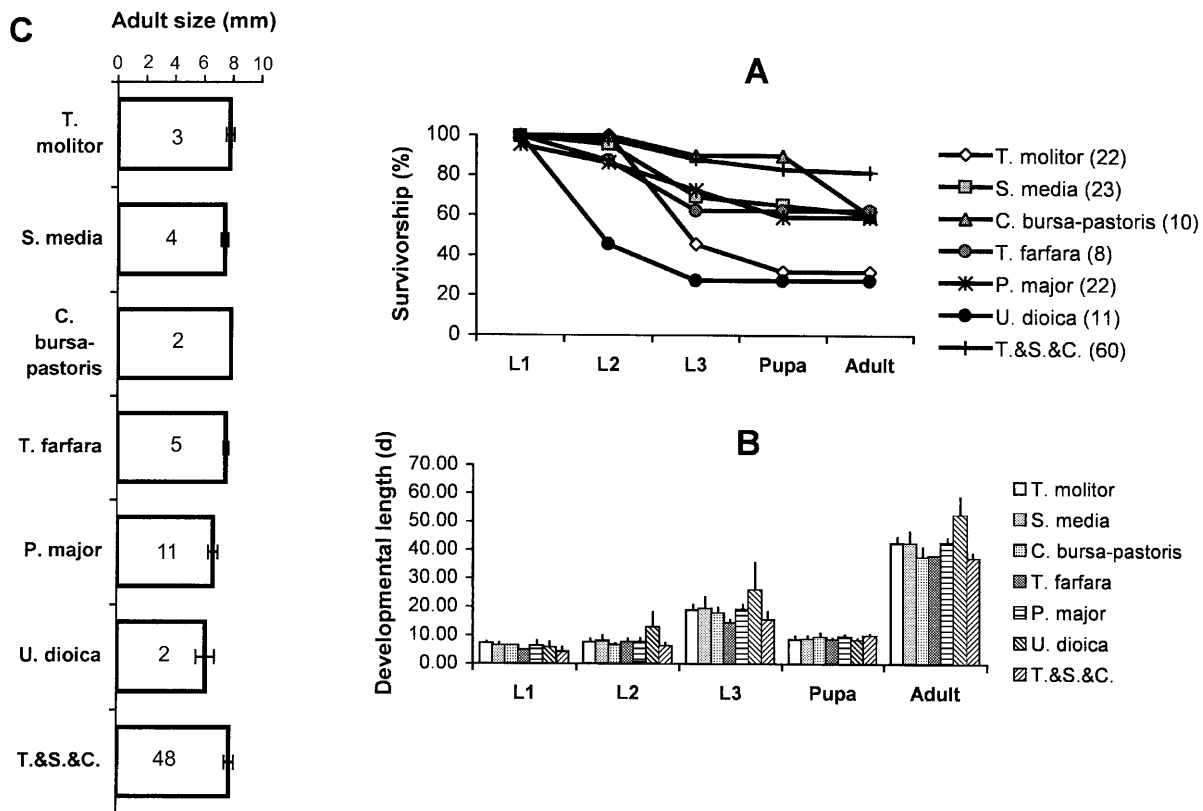 C
Adult size (mm)
0 2 4 6 8 10
T.
molitor
3
S. media
4
C.
bursa-
pastoris
2
T. farfara
5
P. major
11
U. dioica
2
T.&S.&C.
48
A
Survivorship (%)
100
80
60
40
20
0
L1 L2 L3 Pupa Adult
T. molitor (22)
S. media (23)
C. bursa-pastoris (10)
T. farfara (8)
P. major (22)
U. dioica (11)
T.&S.&C. (60)
B
Developmental length (d)
70.00
60.00
50.00
40.00
30.00
20.00
10.00
0.00
L1 L2 L3 Pupa Adult
T. molitor
S. media
C. bursa-pastoris
T. farfara
P. major
U. dioica
T.&S.&C.